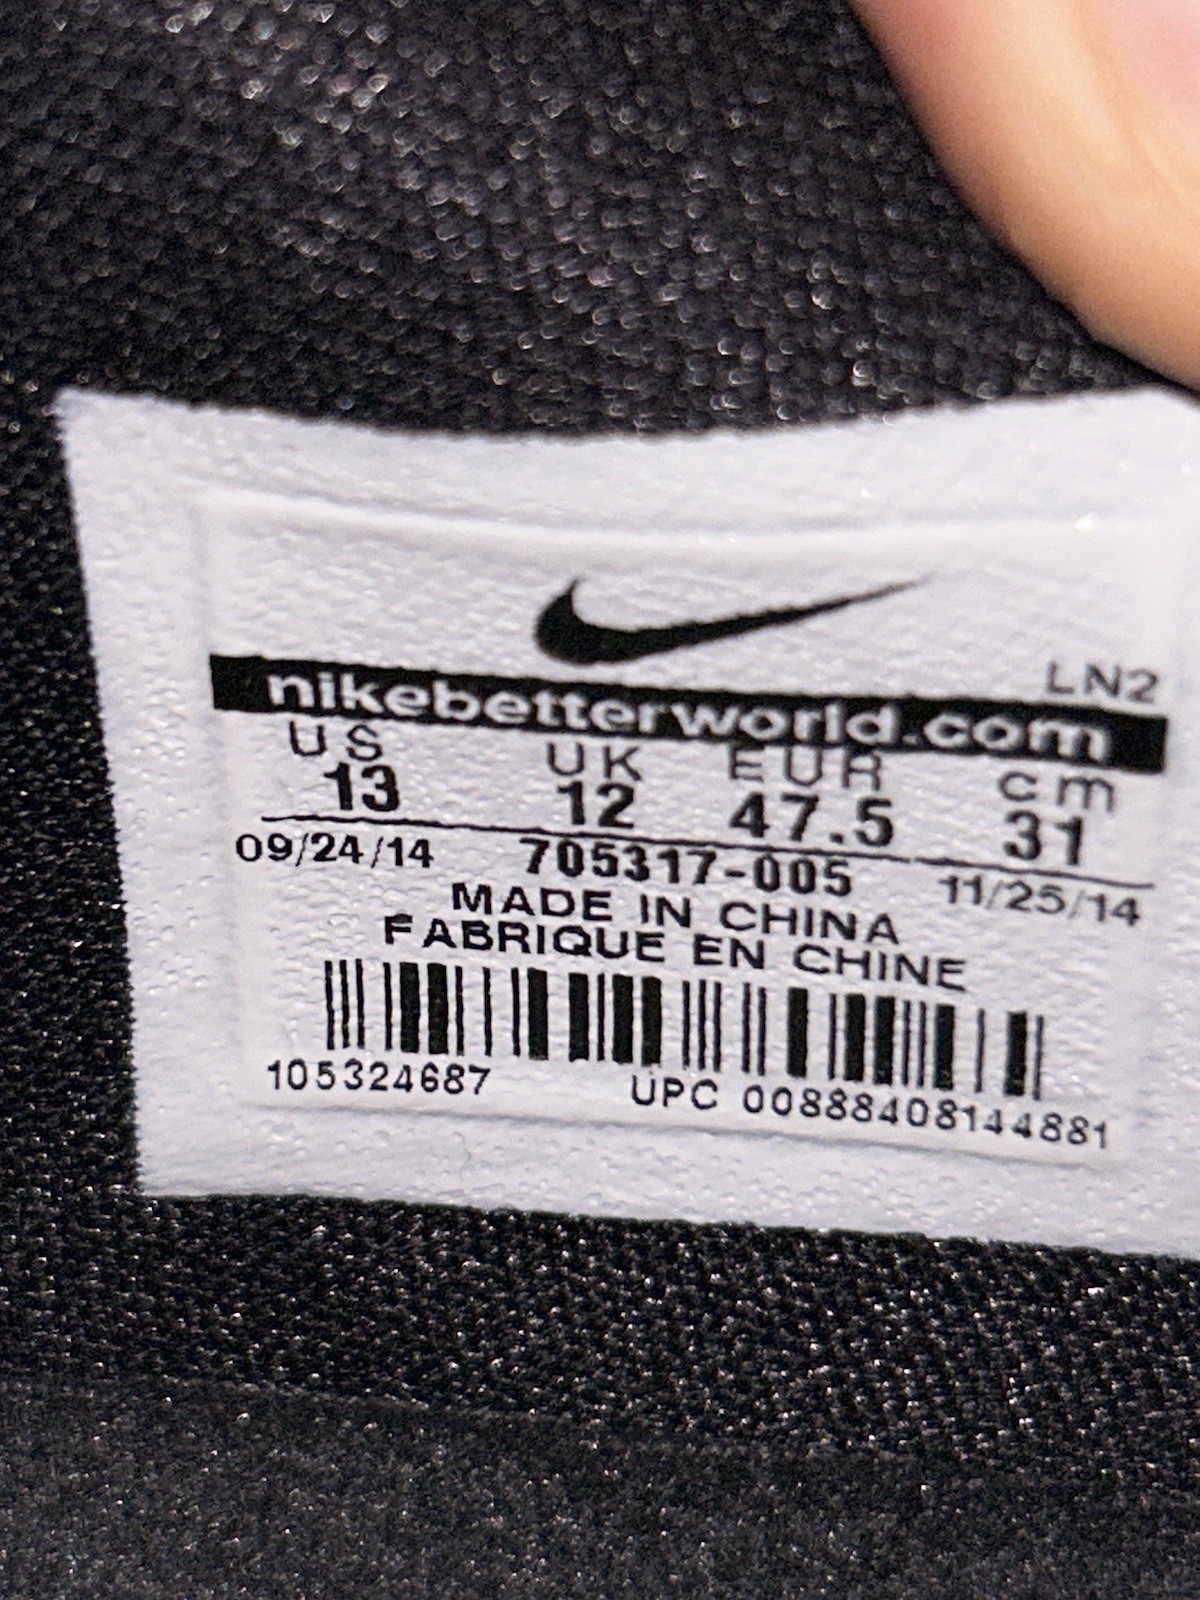 LN2
nikebetterworld.com
US UK EUR cm
13 12 47.5 31
09/24/14 705317-005 11/25/14
MADE IN CHINA
FABRIQUE EN CHINE
105324687 UPC 00888408144881